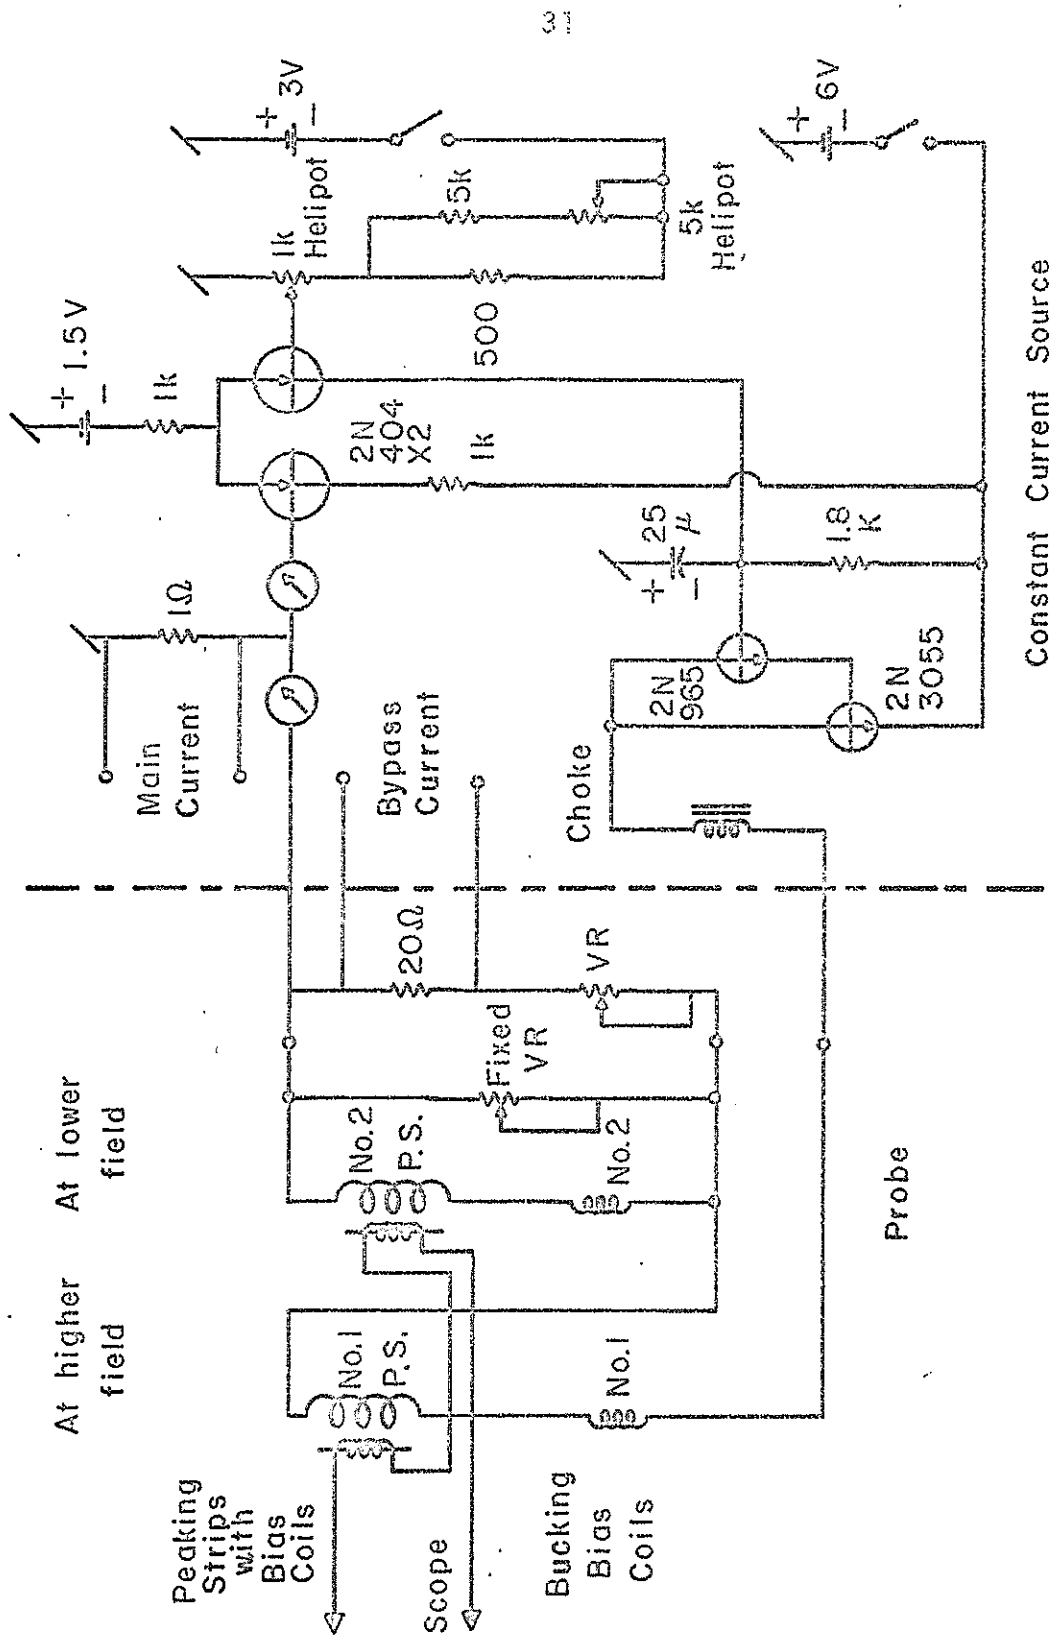 31
At higher
field
At lower
field
Peaking
Strips
with
Bias
Coils
Scope
Bucking
Bias
Coils
No.1
P.S.
No.1
No.2
P.S.
No.2
Fixed
VR
20Ω
VR
Probe
Main
Current
1Ω
Bypass
Current
Choke
+
1.5V
-
1k
2N
404
X2
1k
500
1k
Helipot
5k
5k
Helipot
+
3V
-
+
6V
-
+
25
μ
-
1.8
K
2N
965
2N
3055
Constant Current Source